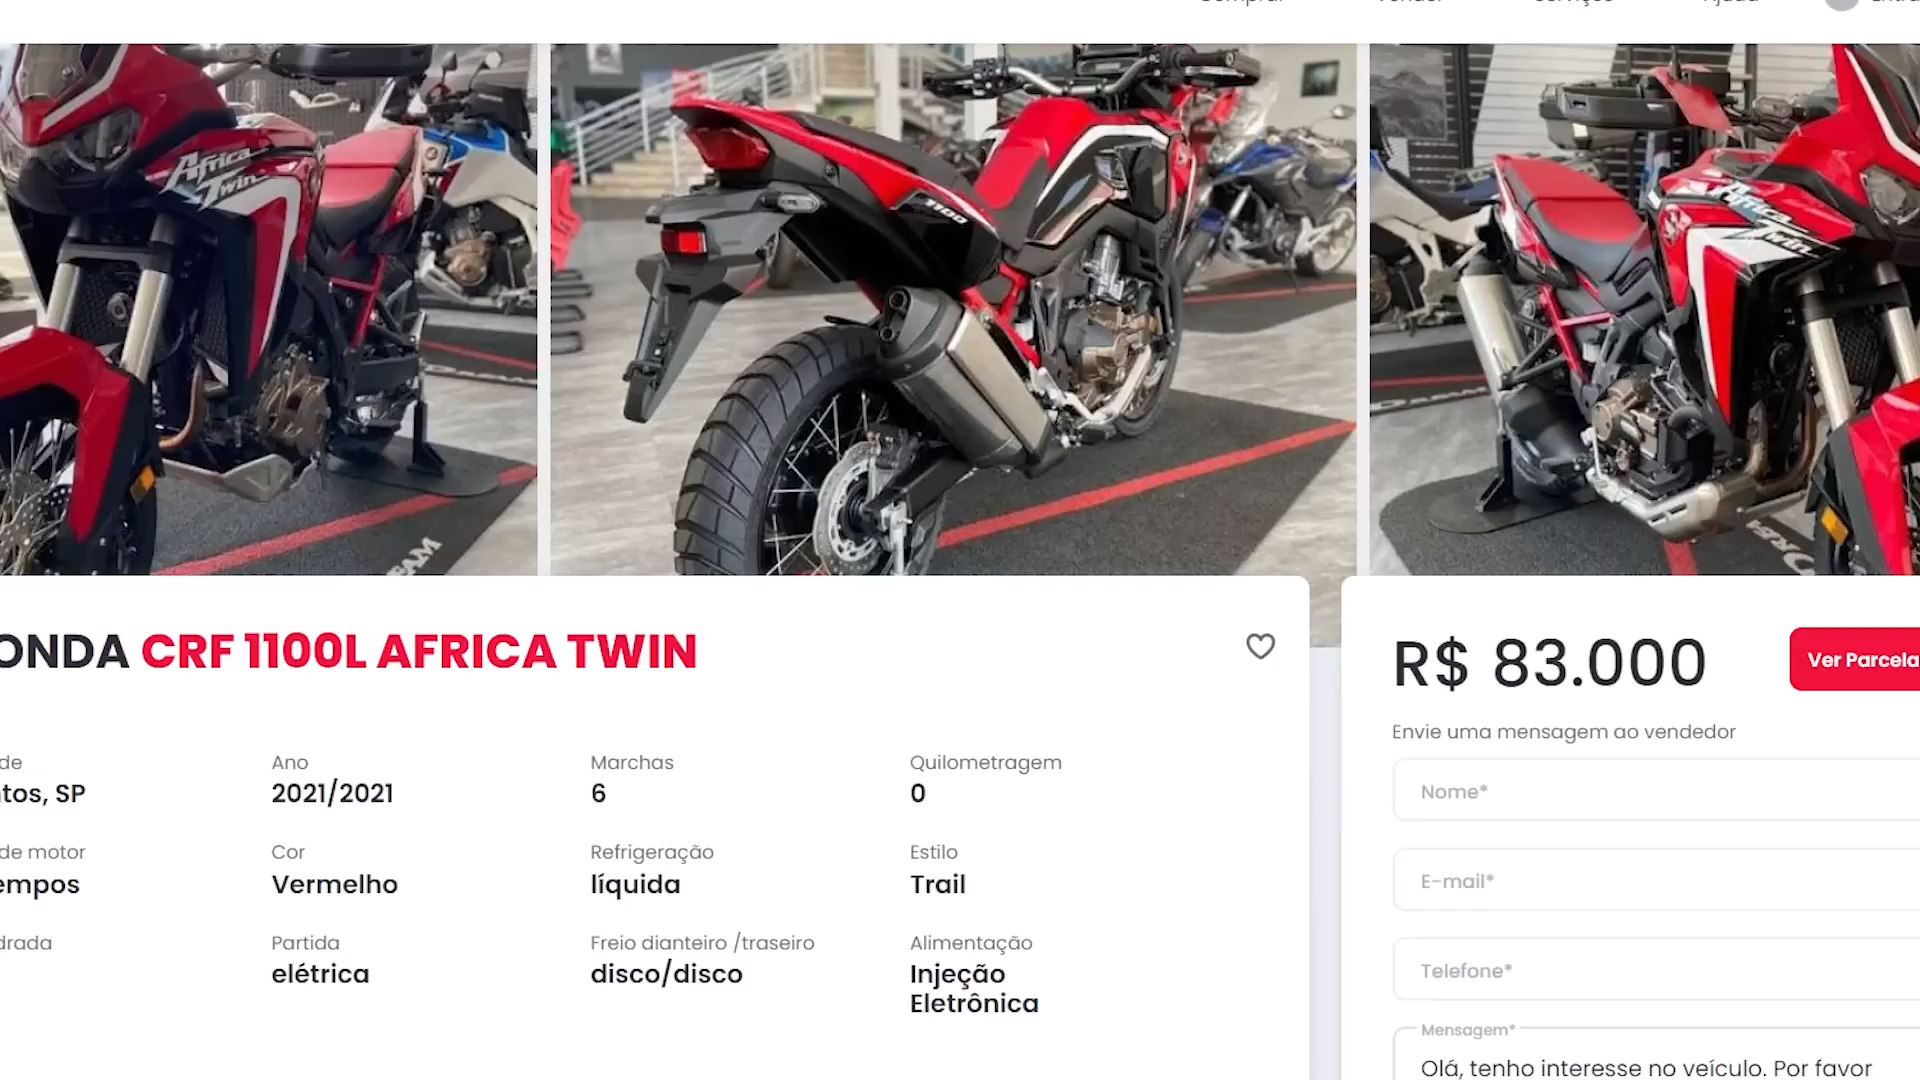 Africa
Twin
1100
Africa
Twin
EAM
ONDA CRF 1100L AFRICA TWIN
R$ 83.000
Ver Parcela
Envie uma mensagem ao vendedor
de
tos, SP
Ano
2021/2021
Marchas
6
Quilometragem
0
Nome*
de motor
empos
Cor
Vermelho
Refrigeração
líquida
Estilo
Trail
E-mail*
drada
Partida
elétrica
Freio dianteiro /traseiro
disco/disco
Alimentação
Injeção
Eletrônica
Telefone*
Mensagem*
Olá, tenho interesse no veículo. Por favor